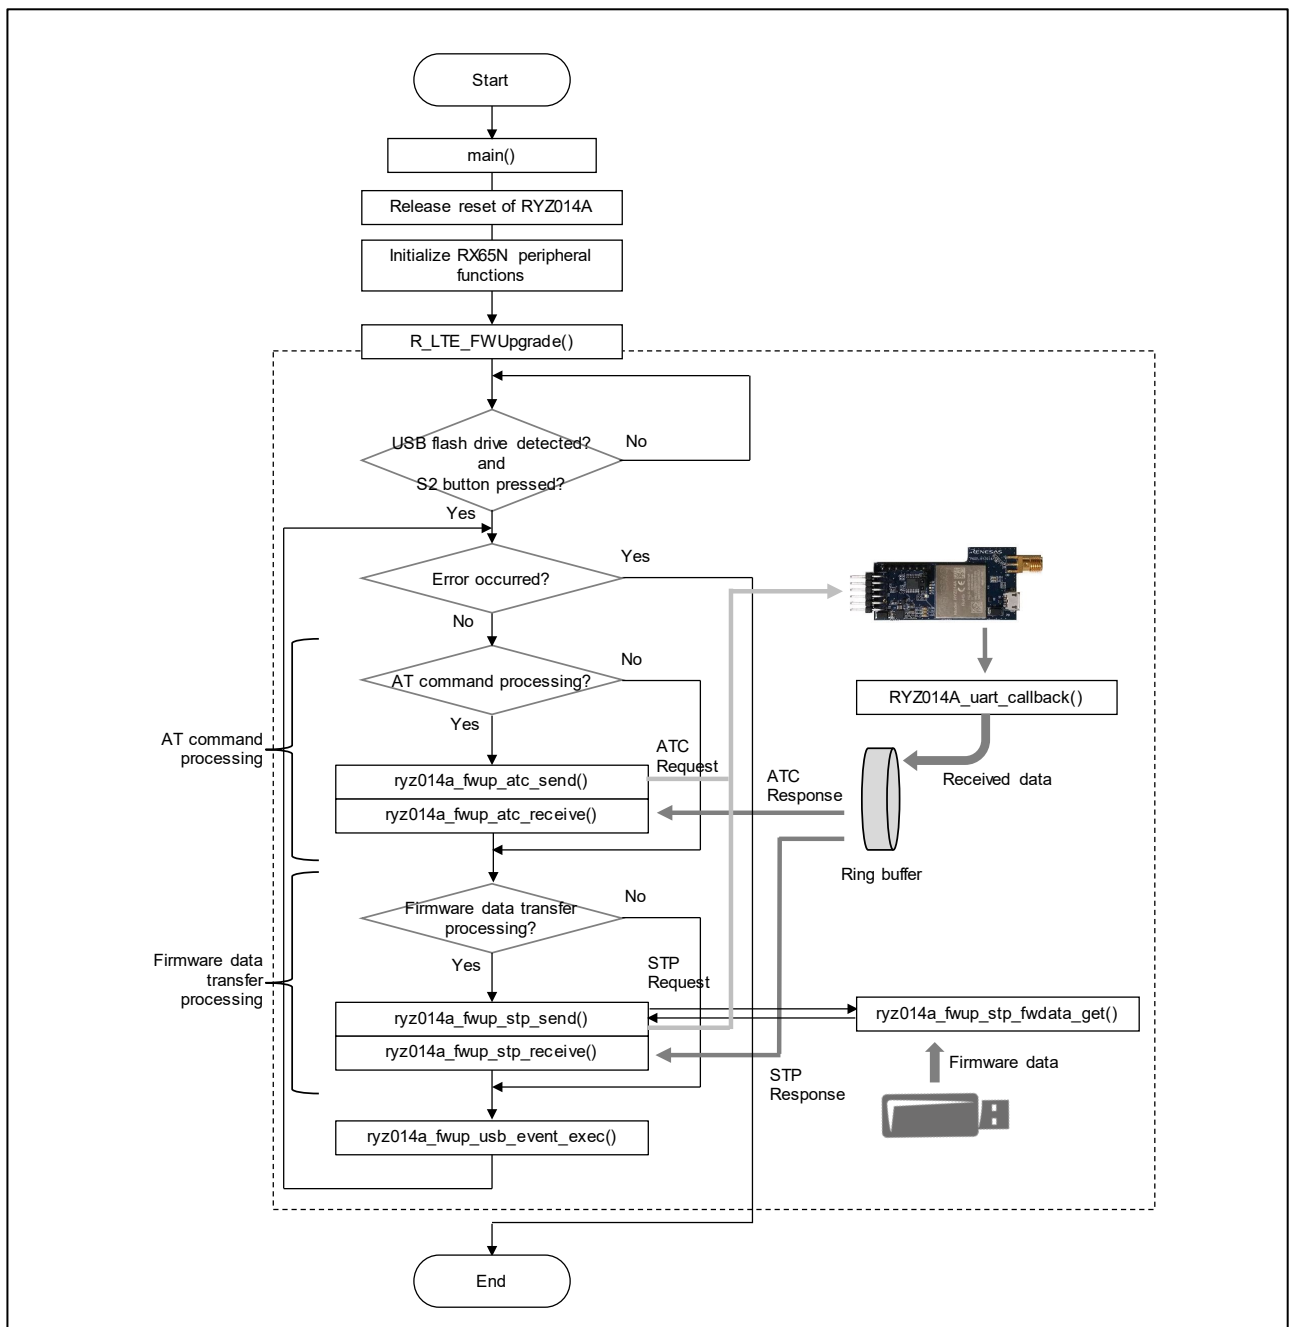 Start
main()
Release reset of RYZ014A
Initialize RX65N peripheral
functions
R_LTE_FWUpgrade()
USB flash drive detected?
and
S2 button pressed?
No
Yes
Error occurred?
Yes
No
RENESAS
AT command processing?
No
Yes
RYZ014A_uart_callback()
AT command
processing
ATC
Request
ryz014a_fwup_atc_send()
ryz014a_fwup_atc_receive()
ATC
Response
Received data
Ring buffer
Firmware data transfer
processing?
No
Yes
Firmware data
transfer
processing
STP
Request
ryz014a_fwup_stp_send()
ryz014a_fwup_stp_receive()
ryz014a_fwup_stp_fwdata_get()
Firmware data
STP
Response
ryz014a_fwup_usb_event_exec()
End